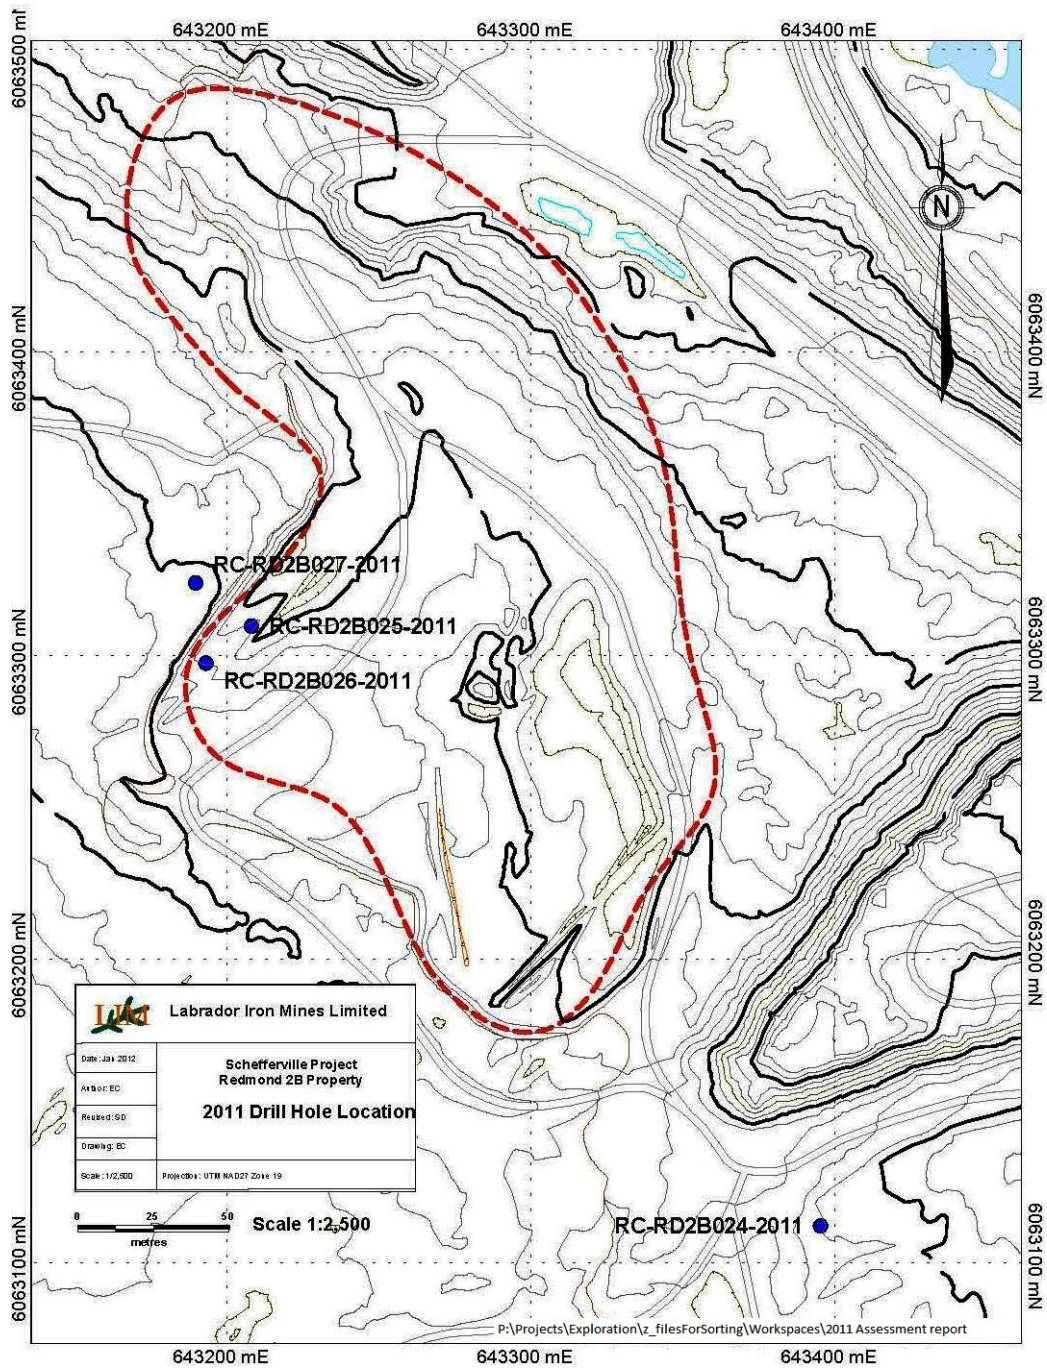 643200 mE
643300 mE
643400 mE
6063500 mN
N
6063400 mN
6063400 mN
RC-RD2B027-2011
RC-RD2B025-2011
6063300 mN
6063300 mN
RC-RD2B026-2011
6063200 mN
6063200 mN
LIM
Labrador Iron Mines Limited
Date: Jan 2012
Scheffferville Project
Redmond 2B Property
Author: EC
2011 Drill Hole Location
Revised: SD
Drawing: EC
Scale: 1/2,500
Projection: UTM NAD27 Zone 19
0 25 50
metres
Scale 1:2,500
RC-RD2B024-2011
6063100 mN
6063100 mN
P:\Projects\Exploration\z_filesForSorting\Workspaces\2011 Assessment report
643200 mE
643300 mE
643400 mE